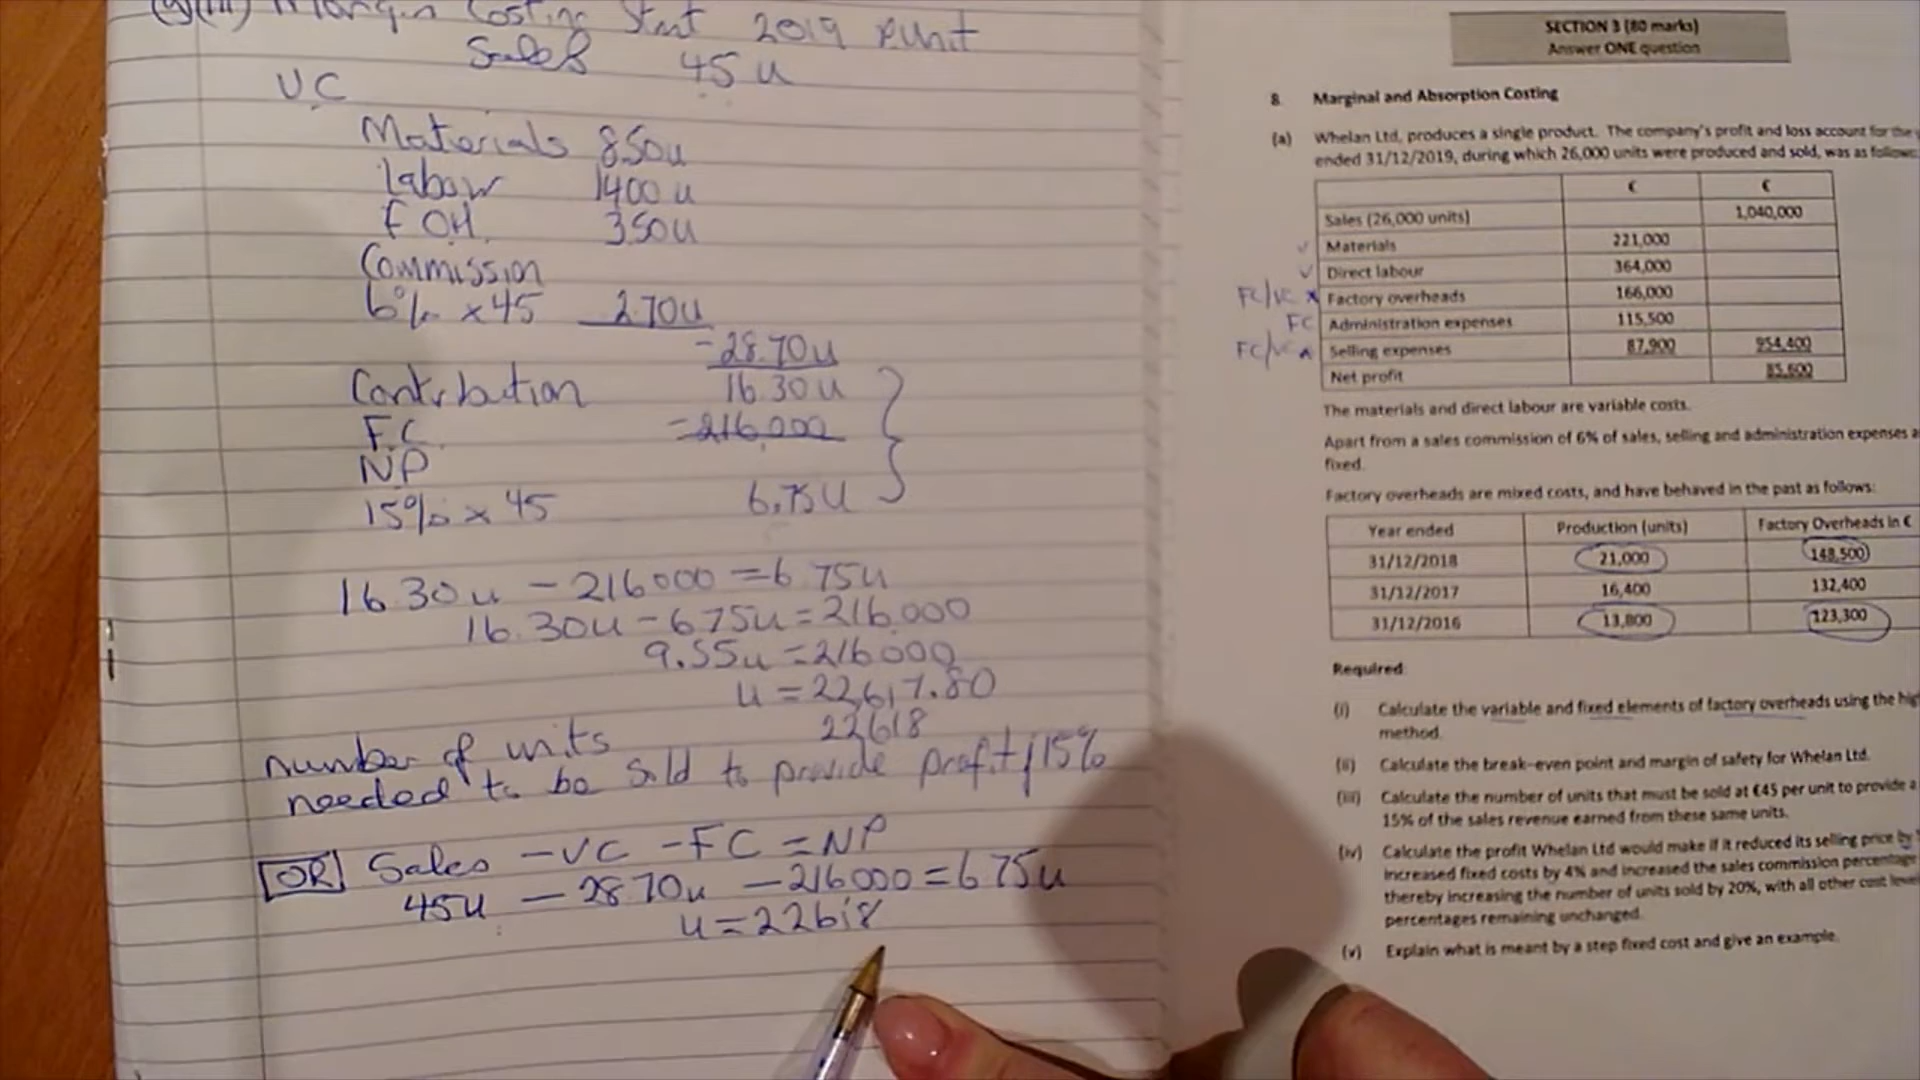 (a)(iii) Margin Costing Stmt 2019 p unit
Sales 45u
VC
Materials 8.50u
Labour 14.00u
F OH 3.50u
Commission
6% x 45 2.70u
- 28.70u
Contribution 16.30u
F.C. - 216000
NP
15% x 45 6.75u
16.30u - 216000 = 6.75u
16.30u - 6.75u = 216.000
9.55u = 216000
u = 22,617.80
22618
number of units
needed to be sold to provide profit 15%
OR Sales - VC - FC = NP
45u - 28.70u - 216000 = 6.75u
u = 22618
SECTION 3 (80 marks)
Answer ONE question
8. Marginal and Absorption Costing
(a) Whelan Ltd, produces a single product. The company's profit and loss account for the
ended 31/12/2019, during which 26,000 units were produced and sold, was as follows:
€ €
Sales (26,000 units) 1,040,000
Materials 221,000
Direct labour 364,000
FC/VC Factory overheads 166,000
FC Administration expenses 115,500
FC/VC Selling expenses 87,900 954,400
Net profit 85,600
The materials and direct labour are variable costs.
Apart from a sales commission of 6% of sales, selling and administration expenses
fixed.
Factory overheads are mixed costs, and have behaved in the past as follows:
Year ended Production (units) Factory Overheads in €
31/12/2018 21,000 148,500
31/12/2017 16,400 132,400
31/12/2016 13,800 123,300
Required:
(i) Calculate the variable and fixed elements of factory overheads using the
method.
(ii) Calculate the break-even point and margin of safety for Whelan Ltd.
(iii) Calculate the number of units that must be sold at €45 per unit to provide a
15% of the sales revenue earned from these same units.
(iv) Calculate the profit Whelan Ltd would make if it reduced its selling price by
increased fixed costs by 4% and increased the sales commission percentage
thereby increasing the number of units sold by 20%, with all other cost
percentages remaining unchanged.
(v) Explain what is meant by a step fixed cost and give an example.